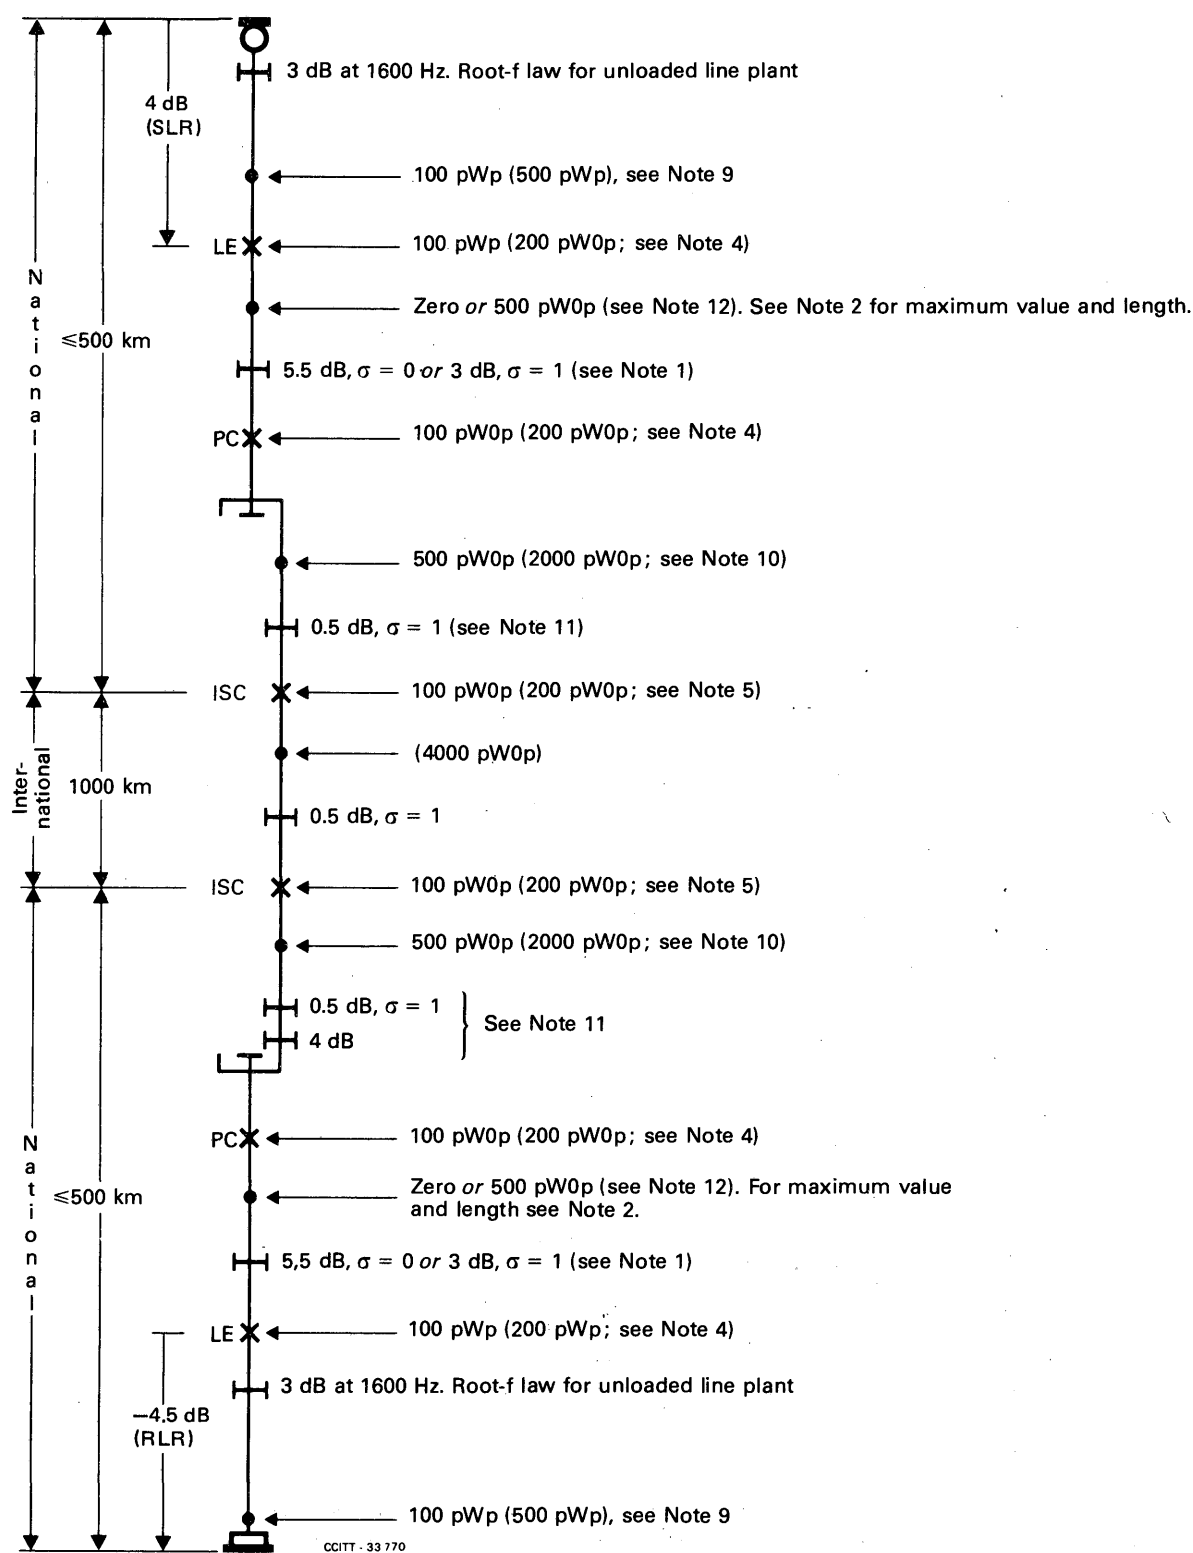 3 dB at 1600 Hz. Root-f law for unloaded line plant
4 dB
(SLR)
100 pWp (500 pWp), see Note 9
LE
100 pWp (200 pW0p; see Note 4)
National
Zero or 500 pW0p (see Note 12). See Note 2 for maximum value and length.
≤500 km
5.5 dB, σ = 0 or 3 dB, σ = 1 (see Note 1)
PC
100 pW0p (200 pW0p; see Note 4)
500 pW0p (2000 pW0p; see Note 10)
0.5 dB, σ = 1 (see Note 11)
ISC
100 pW0p (200 pW0p; see Note 5)
(4000 pW0p)
Inter-
national
1000 km
0.5 dB, σ = 1
ISC
100 pW0p (200 pW0p; see Note 5)
500 pW0p (2000 pW0p; see Note 10)
0.5 dB, σ = 1
4 dB
See Note 11
PC
100 pW0p (200 pW0p; see Note 4)
National
≤500 km
Zero or 500 pW0p (see Note 12). For maximum value
and length see Note 2.
5,5 dB, σ = 0 or 3 dB, σ = 1 (see Note 1)
LE
100 pWp (200 pWp; see Note 4)
3 dB at 1600 Hz. Root-f law for unloaded line plant
−4.5 dB
(RLR)
100 pWp (500 pWp), see Note 9
CCITT - 33 770